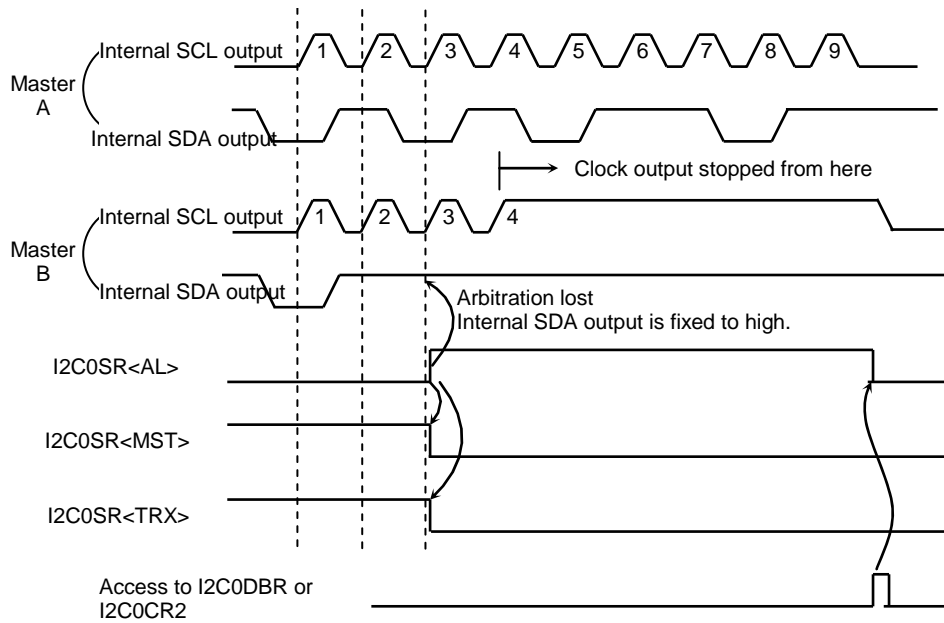 Internal SCL output
1 2 3 4 5 6 7 8 9
Master
A
Internal SDA output
Clock output stopped from here
Internal SCL output
1 2 3 4
Master
B
Internal SDA output
Arbitration lost
Internal SDA output is fixed to high.
I2C0SR<AL>
I2C0SR<MST>
I2C0SR<TRX>
Access to I2C0DBR or
I2C0CR2